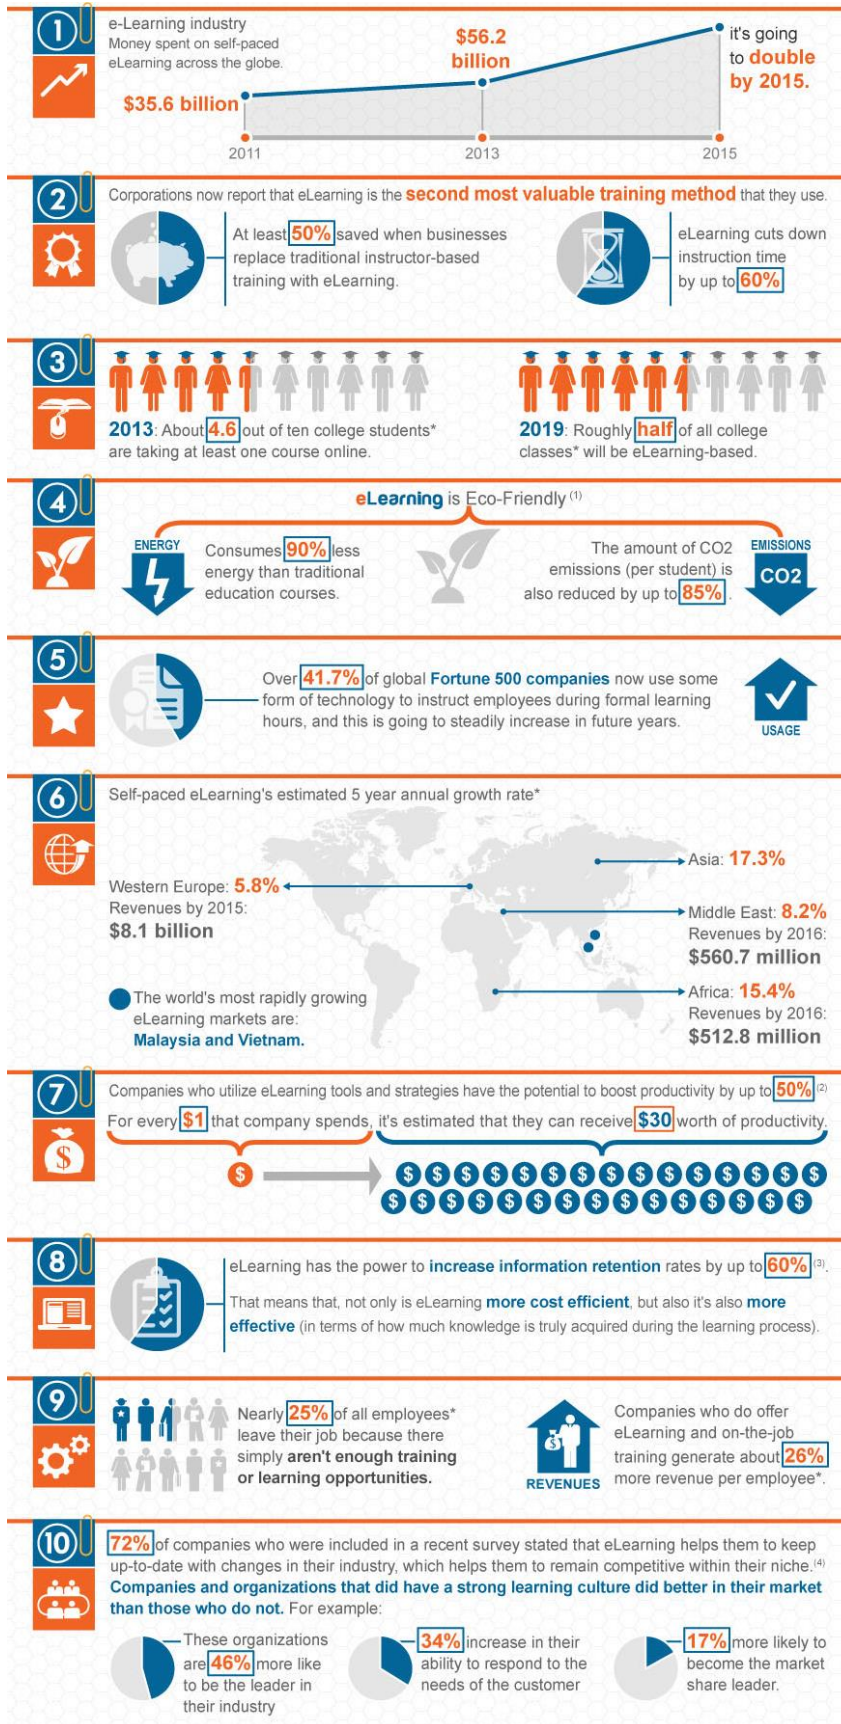 1
e-Learning industry
Money spent on self-paced
eLearning across the globe.
$35.6 billion
$56.2
billion
it's going
to double
by 2015.
2011
2013
2015
2
Corporations now report that eLearning is the second most valuable training method that they use.
At least 50% saved when businesses
replace traditional instructor-based
training with eLearning.
eLearning cuts down
instruction time
by up to 60%
3
2013: About 4.6 out of ten college students*
are taking at least one course online.
2019: Roughly half of all college
classes* will be eLearning-based.
4
eLearning is Eco-Friendly (1)
ENERGY
Consumes 90% less
energy than traditional
education courses.
The amount of CO2
emissions (per student) is
also reduced by up to 85%.
EMISSIONS
CO2
5
Over 41.7% of global Fortune 500 companies now use some
form of technology to instruct employees during formal learning
hours, and this is going to steadily increase in future years.
USAGE
6
Self-paced eLearning's estimated 5 year annual growth rate*
Western Europe: 5.8%
Revenues by 2015:
$8.1 billion
Asia: 17.3%
Middle East: 8.2%
Revenues by 2016:
$560.7 million
Africa: 15.4%
Revenues by 2016:
$512.8 million
The world's most rapidly growing
eLearning markets are:
Malaysia and Vietnam.
7
$
Companies who utilize eLearning tools and strategies have the potential to boost productivity by up to 50% (2)
For every $1 that company spends, it's estimated that they can receive $30 worth of productivity.
$
$ $ $ $ $ $ $ $ $ $ $ $ $ $ $
$ $ $ $ $ $ $ $ $ $ $ $ $ $ $
8
eLearning has the power to increase information retention rates by up to 60% (3).
That means that, not only is eLearning more cost efficient, but also it's also more
effective (in terms of how much knowledge is truly acquired during the learning process).
9
Nearly 25% of all employees*
leave their job because there
simply aren't enough training
or learning opportunities.
$
REVENUES
Companies who do offer
eLearning and on-the-job
training generate about 26%
more revenue per employee*.
10
72% of companies who were included in a recent survey stated that eLearning helps them to keep
up-to-date with changes in their industry, which helps them to remain competitive within their niche.(4)
Companies and organizations that did have a strong learning culture did better in their market
than those who do not. For example:
These organizations
are 46% more like
to be the leader in
their industry
34% increase in their
ability to respond to the
needs of the customer
17% more likely to
become the market
share leader.